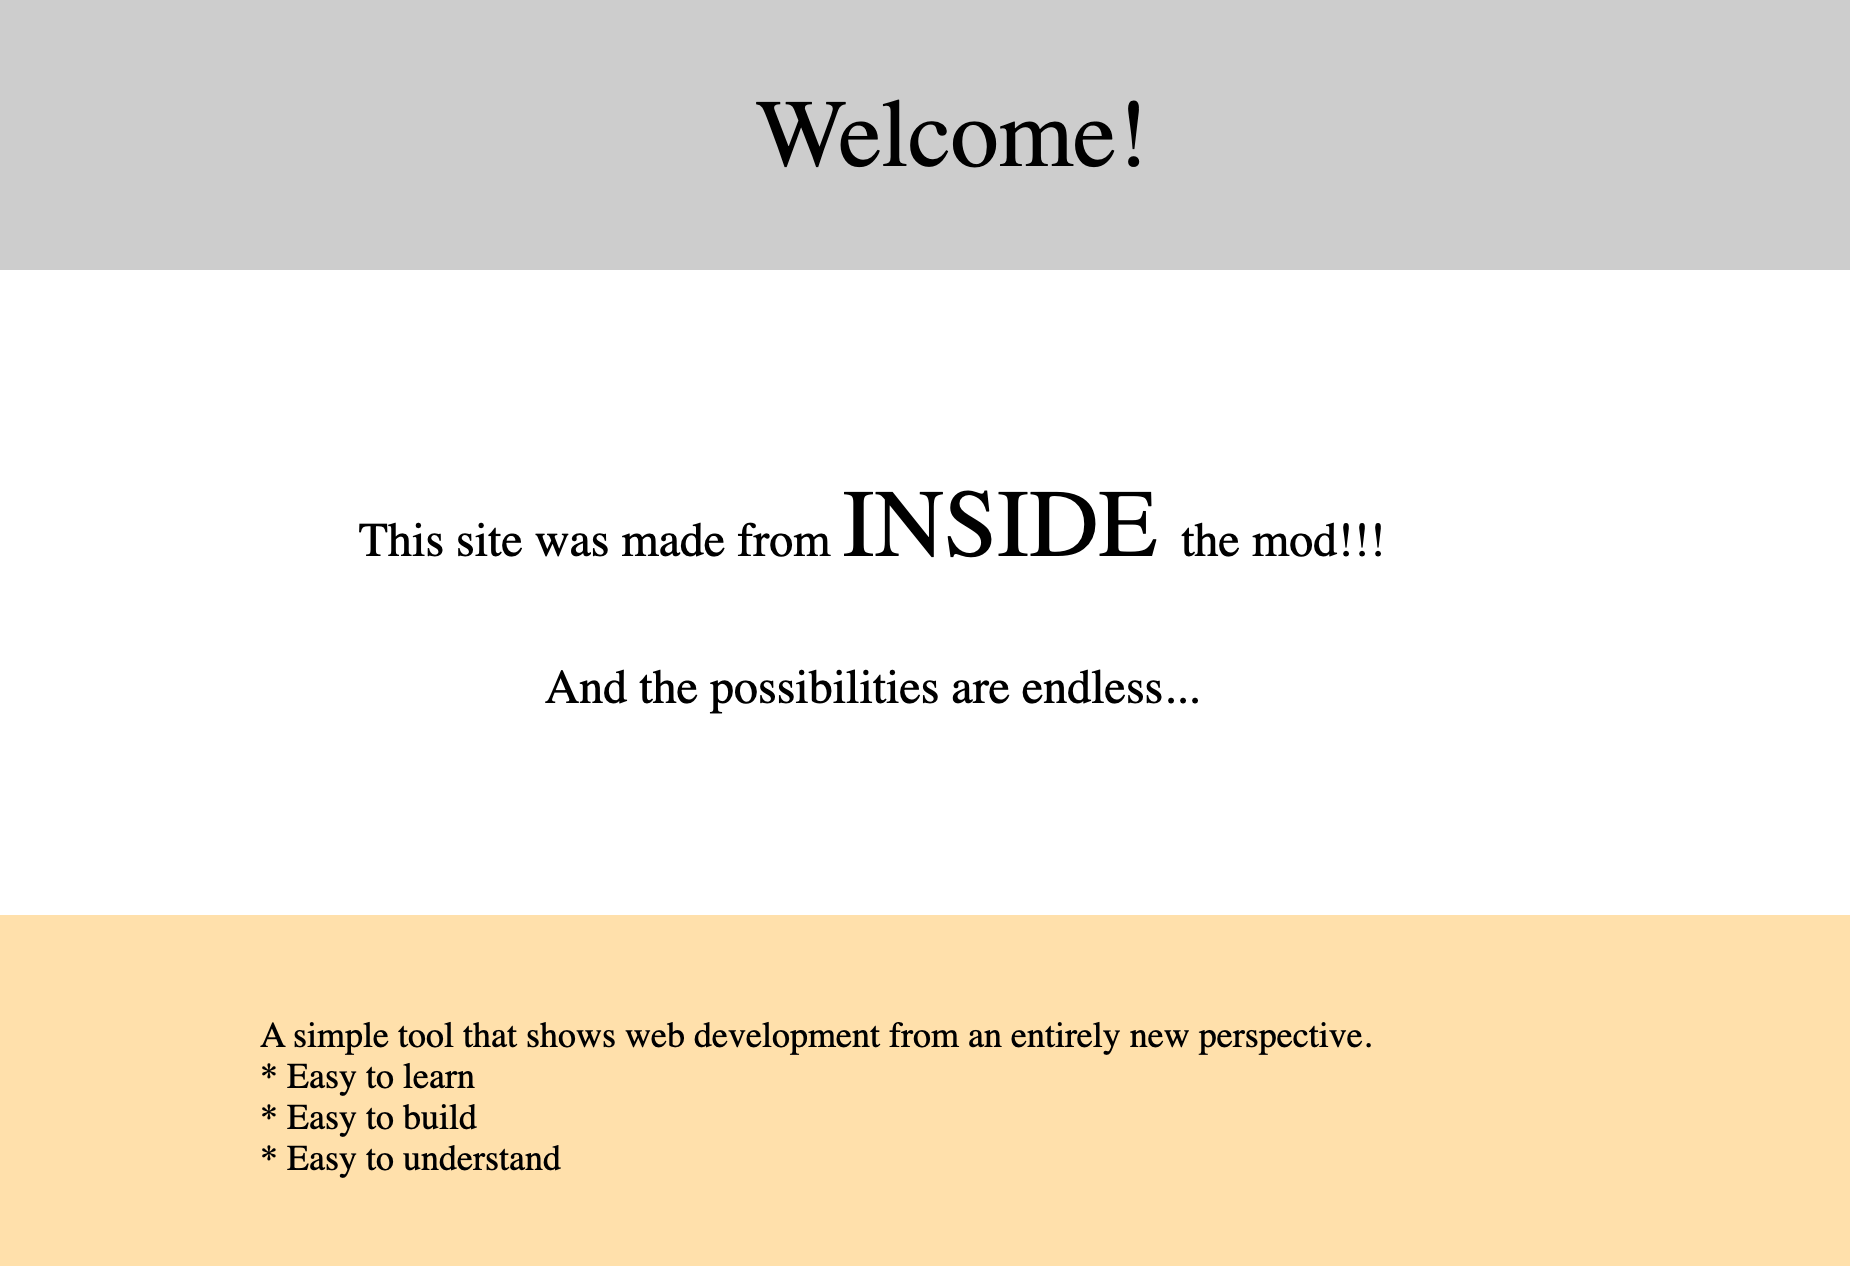 Welcome!
This site was made from INSIDE the mod!!!
And the possibilities are endless...
A simple tool that shows web development from an entirely new perspective.
* Easy to learn
* Easy to build
* Easy to understand